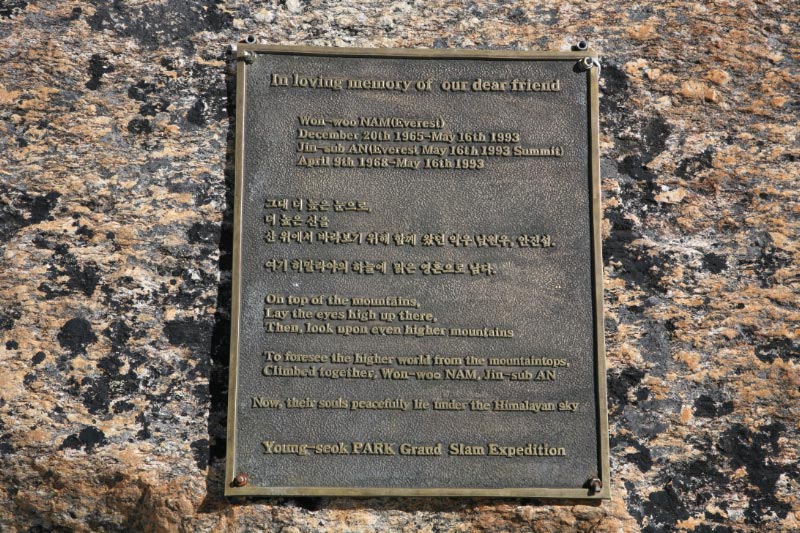 In loving memory of our dear friend
Won-woo NAM(Everest)
December 20th 1965-May 16th 1993
Jin-sub AN(Everest May 16th 1993 Summit)
April 9th 1968-May 16th 1993
그대 더 높은 눈으로,
더 높은 산을
산 위에서 바라보기 위해 함께 왔던 악우 남원우, 안진섭.
여기 히말라야의 하늘에 맑은 영혼으로 남다.
On top of the mountains,
Lay the eyes high up there,
Then, look upon even higher mountains
To foresee the higher world from the mountaintops,
Climbed together, Won-woo NAM, Jin-sub AN
Now, their souls peacefully lie under the Himalayan sky
Young-seok PARK Grand Slam Expedition